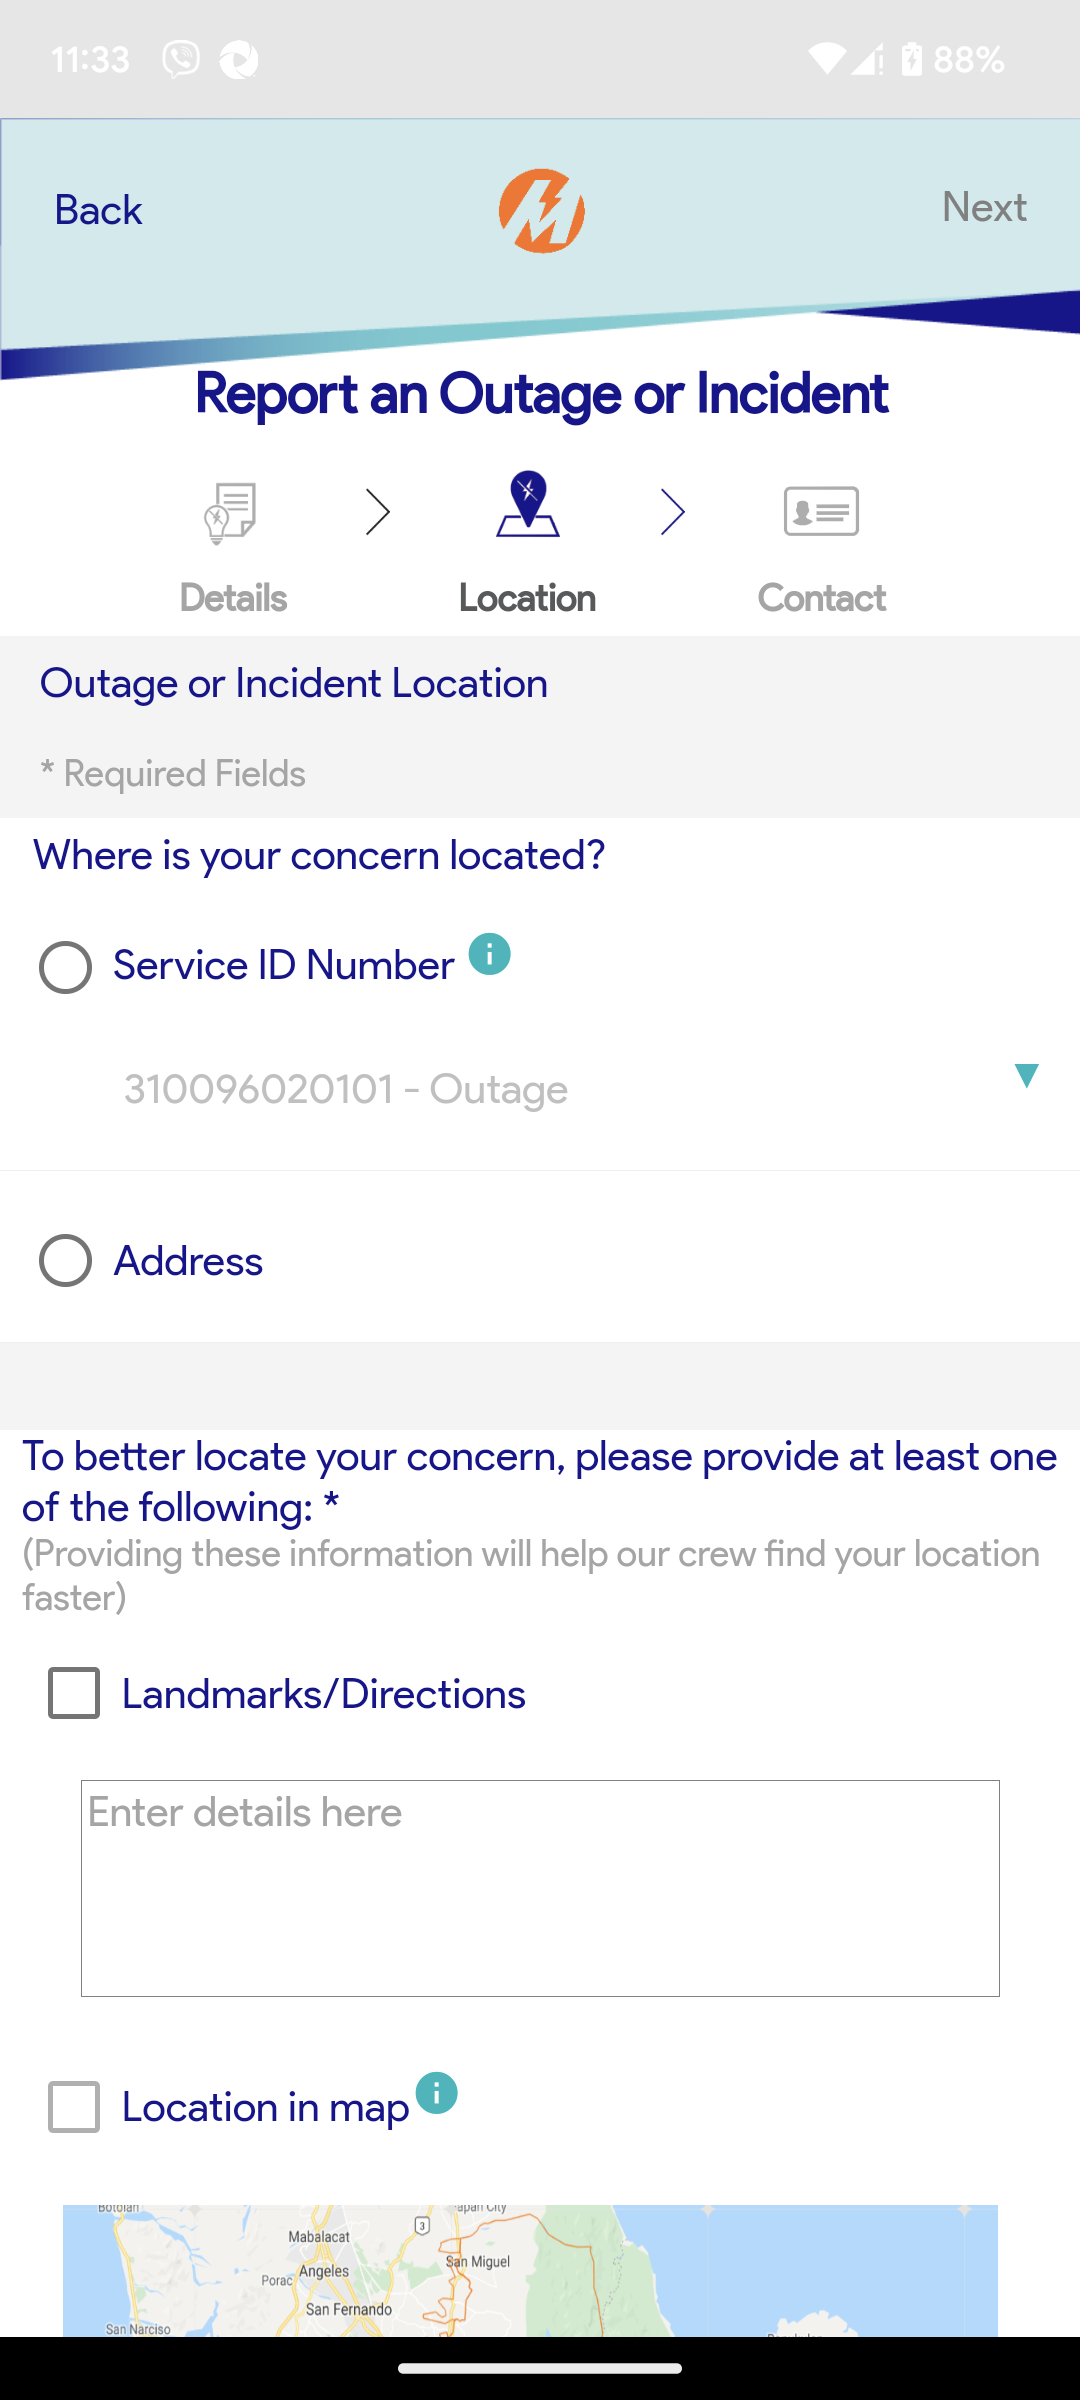 11:33
88%
Back
Next
Report an Outage or Incident
Details
Location
Contact
Outage or Incident Location
* Required Fields
Where is your concern located?
Service ID Number
310096020101 - Outage
Address
To better locate your concern, please provide at least one
of the following: *
(Providing these information will help our crew find your location
faster)
Landmarks/Directions
Enter details here
Location in map
Botolan
apan City
3
Mabalacat
San Miguel
Angeles
Porac
San Fernando
San Narciso